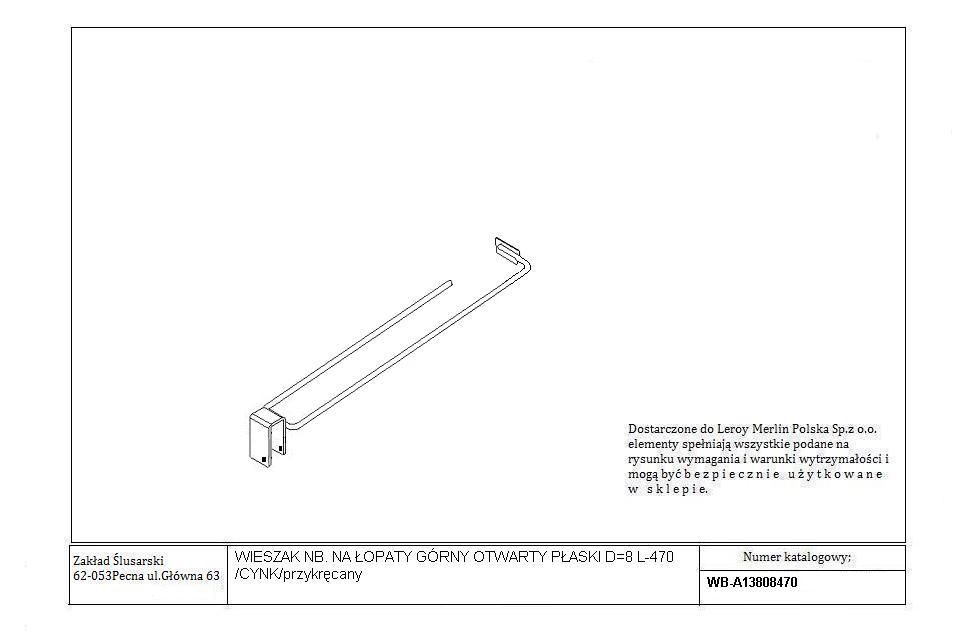 Dostarczone do Leroy Merlin Polska Sp.z o.o.
elementy spełniają wszystkie podane na
rysunku wymagania i warunki wytrzymałości i
mogą być bezpiecznie użytkowane
w sklepie.
Zakład Ślusarski
62-053Pecna ul.Główna 63
WIESZAK NB. NA ŁOPATY GÓRNY OTWARTY PŁASKI D=8 L-470
/CYNK/przykręcany
Numer katalogowy;
WB-A13808470